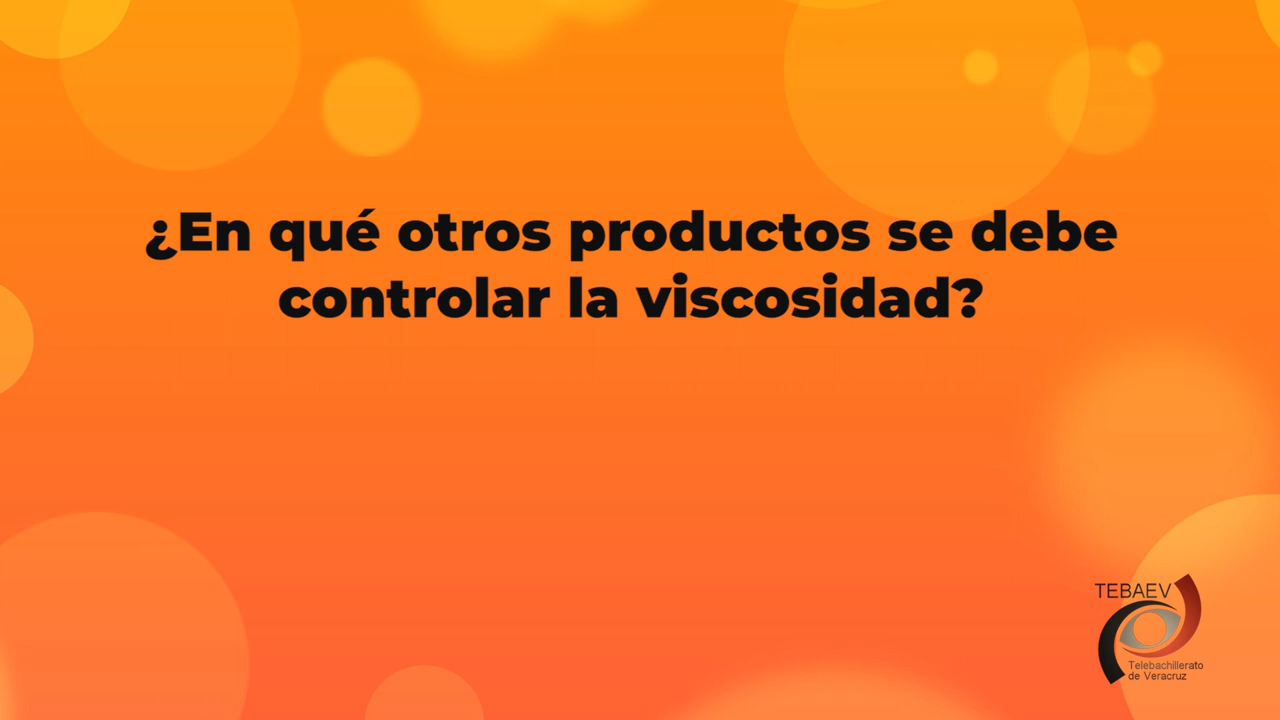 ¿En qué otros productos se debe
controlar la viscosidad?
TEBAEV
Telebachillerato
de Veracruz